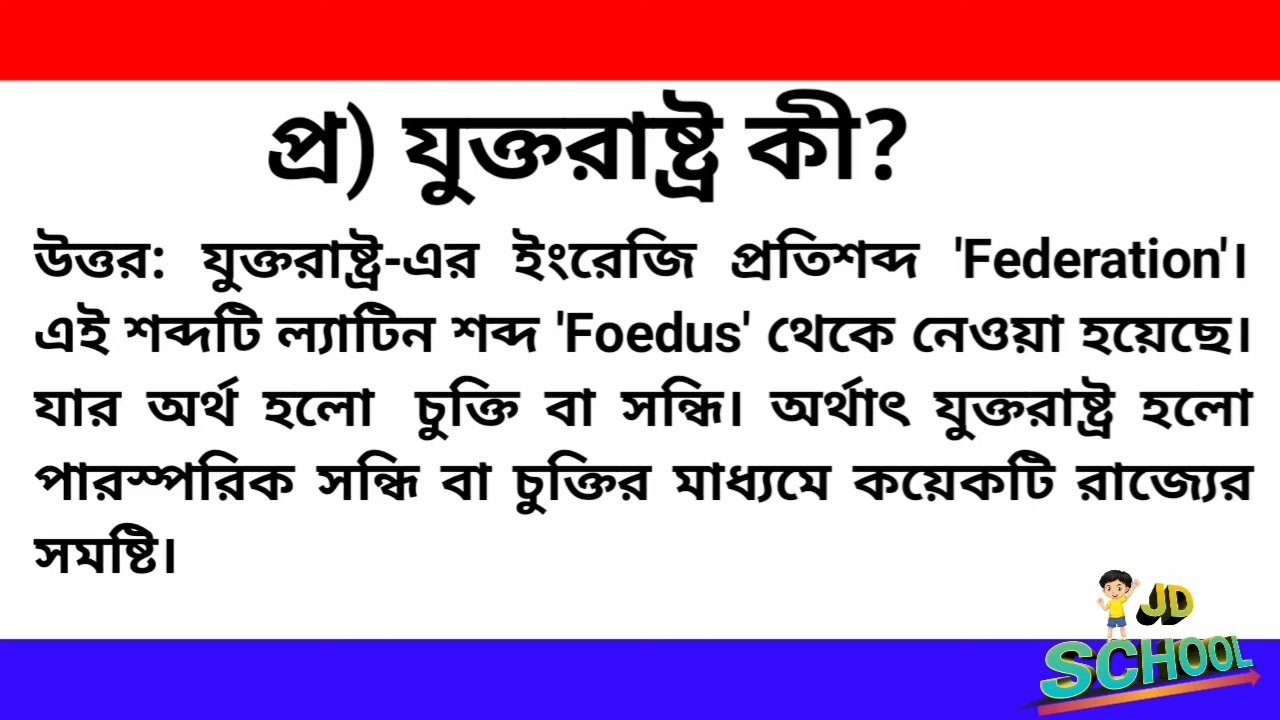 প্র) যুক্তরাষ্ট্র কী?
উত্তর: যুক্তরাষ্ট্র-এর ইংরেজি প্রতিশব্দ 'Federation'।
এই শব্দটি ল্যাটিন শব্দ 'Foedus' থেকে নেওয়া হয়েছে।
যার অর্থ হলো চুক্তি বা সন্ধি। অর্থাৎ যুক্তরাষ্ট্র হলো
পারস্পরিক সন্ধি বা চুক্তির মাধ্যমে কয়েকটি রাজ্যের
সমষ্টি।
JD
SCHOOL